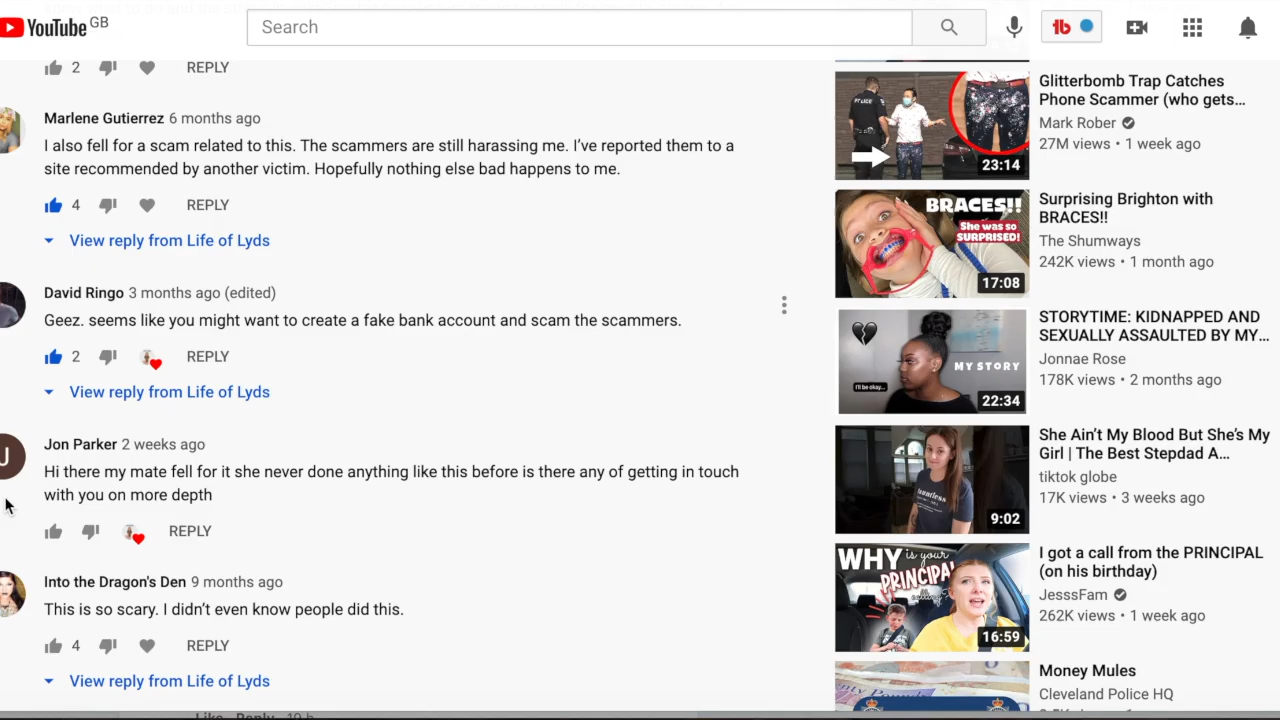 YouTube GB
Search
2 REPLY
Marlene Gutierrez 6 months ago
I also fell for a scam related to this. The scammers are still harassing me. I've reported them to a
site recommended by another victim. Hopefully nothing else bad happens to me.
4 REPLY
View reply from Life of Lyds
David Ringo 3 months ago (edited)
Geez. seems like you might want to create a fake bank account and scam the scammers.
2 REPLY
View reply from Life of Lyds
J
Jon Parker 2 weeks ago
Hi there my mate fell for it she never done anything like this before is there any of getting in touch
with you on more depth
REPLY
Into the Dragon's Den 9 months ago
This is so scary. I didn't even know people did this.
4 REPLY
View reply from Life of Lyds
Like Reply 19 h
tb
POLICE
23:14
Glitterbomb Trap Catches
Phone Scammer (who gets...
Mark Rober
27M views • 1 week ago
BRACES!!
She was so
SURPRISED!
17:08
Surprising Brighton with
BRACES!!
The Shumways
242K views • 1 month ago
MY STORY
I'll be okay...
22:34
STORYTIME: KIDNAPPED AND
SEXUALLY ASSAULTED BY MY...
Jonnae Rose
178K views • 2 months ago
9:02
She Ain't My Blood But She's My
Girl | The Best Stepdad A...
tiktok globe
17K views • 3 weeks ago
WHY is your
PRINCIPAL
calling?
16:59
I got a call from the PRINCIPAL
(on his birthday)
JesssFam
262K views • 1 week ago
Money Mules
Cleveland Police HQ